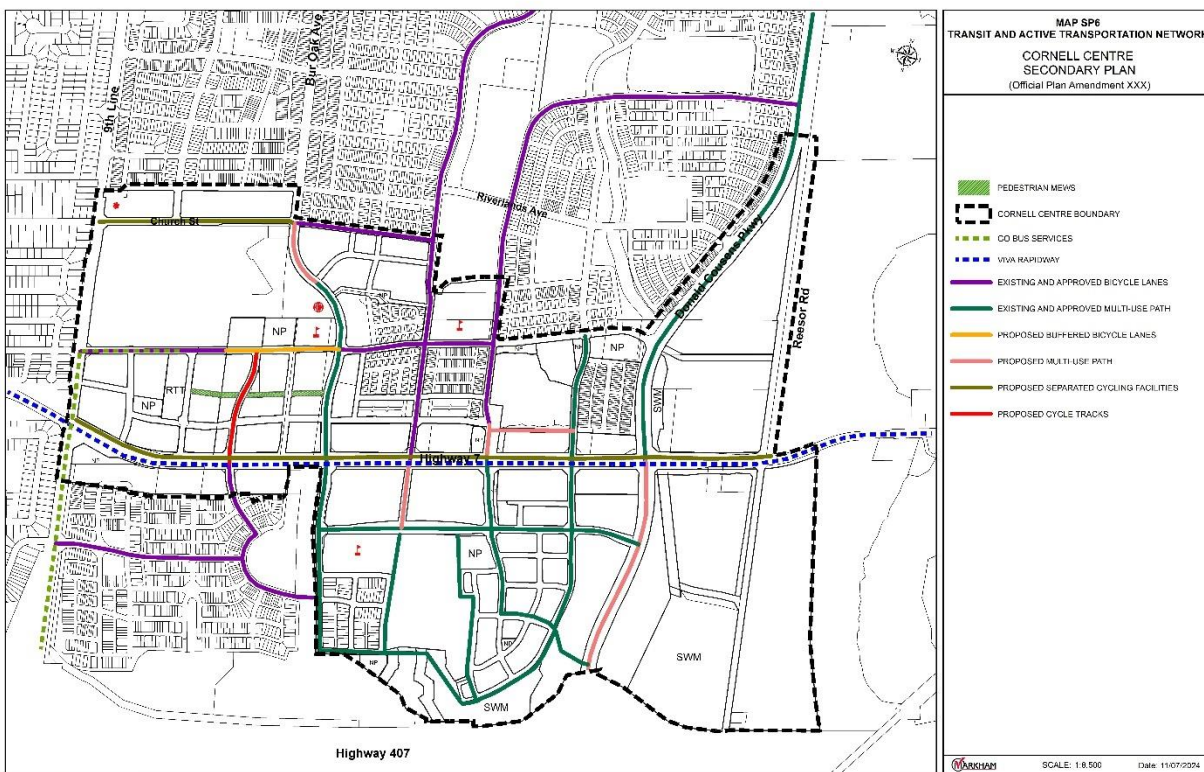 MAP SP6
TRANSIT AND ACTIVE TRANSPORTATION NETWORK
CORNELL CENTRE
SECONDARY PLAN
(Official Plan Amendment XXX)
PEDESTRIAN MEWS
CORNELL CENTRE BOUNDARY
GO BUS SERVICES
VIVA RAPIDWAY
EXISTING AND APPROVED BICYCLE LANES
EXISTING AND APPROVED MULTI-USE PATH
PROPOSED BUFFERED BICYCLE LANES
PROPOSED MULTI-USE PATH
PROPOSED SEPARATED CYCLING FACILITIES
PROPOSED CYCLE TRACKS
MARKHAM
SCALE: 1:8,500
Date: 11/07/2024
9th Line
Bur Oak Ave
Church St
Riverlands Ave
Donald Cousens Pkwy
Reesor Rd
NP
NP
NP
NP
RTT
NP
SWM
Highway 7
NP
NP
NP
SWM
SWM
Highway 407